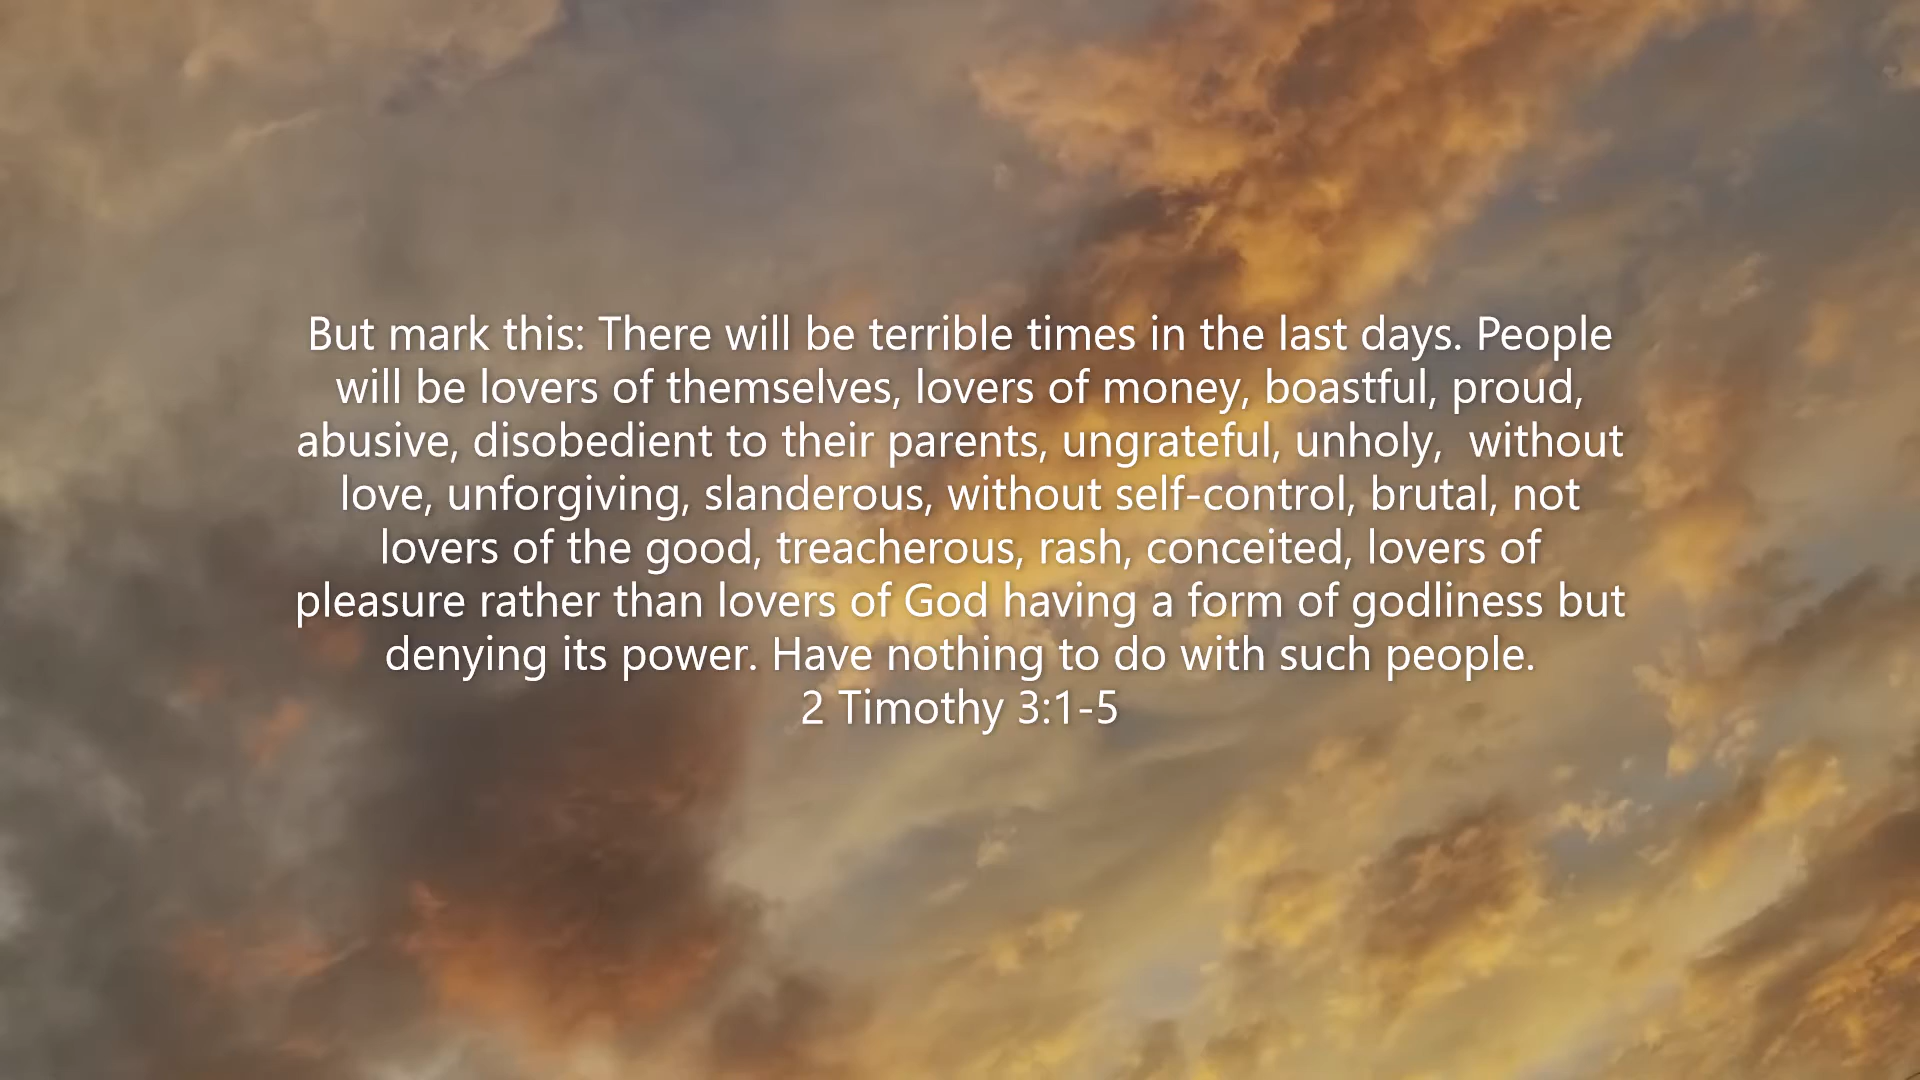 But mark this: There will be terrible times in the last days. People
will be lovers of themselves, lovers of money, boastful, proud,
abusive, disobedient to their parents, ungrateful, unholy,  without
love, unforgiving, slanderous, without self-control, brutal, not
lovers of the good, treacherous, rash, conceited, lovers of
pleasure rather than lovers of God having a form of godliness but
denying its power. Have nothing to do with such people.
2 Timothy 3:1-5